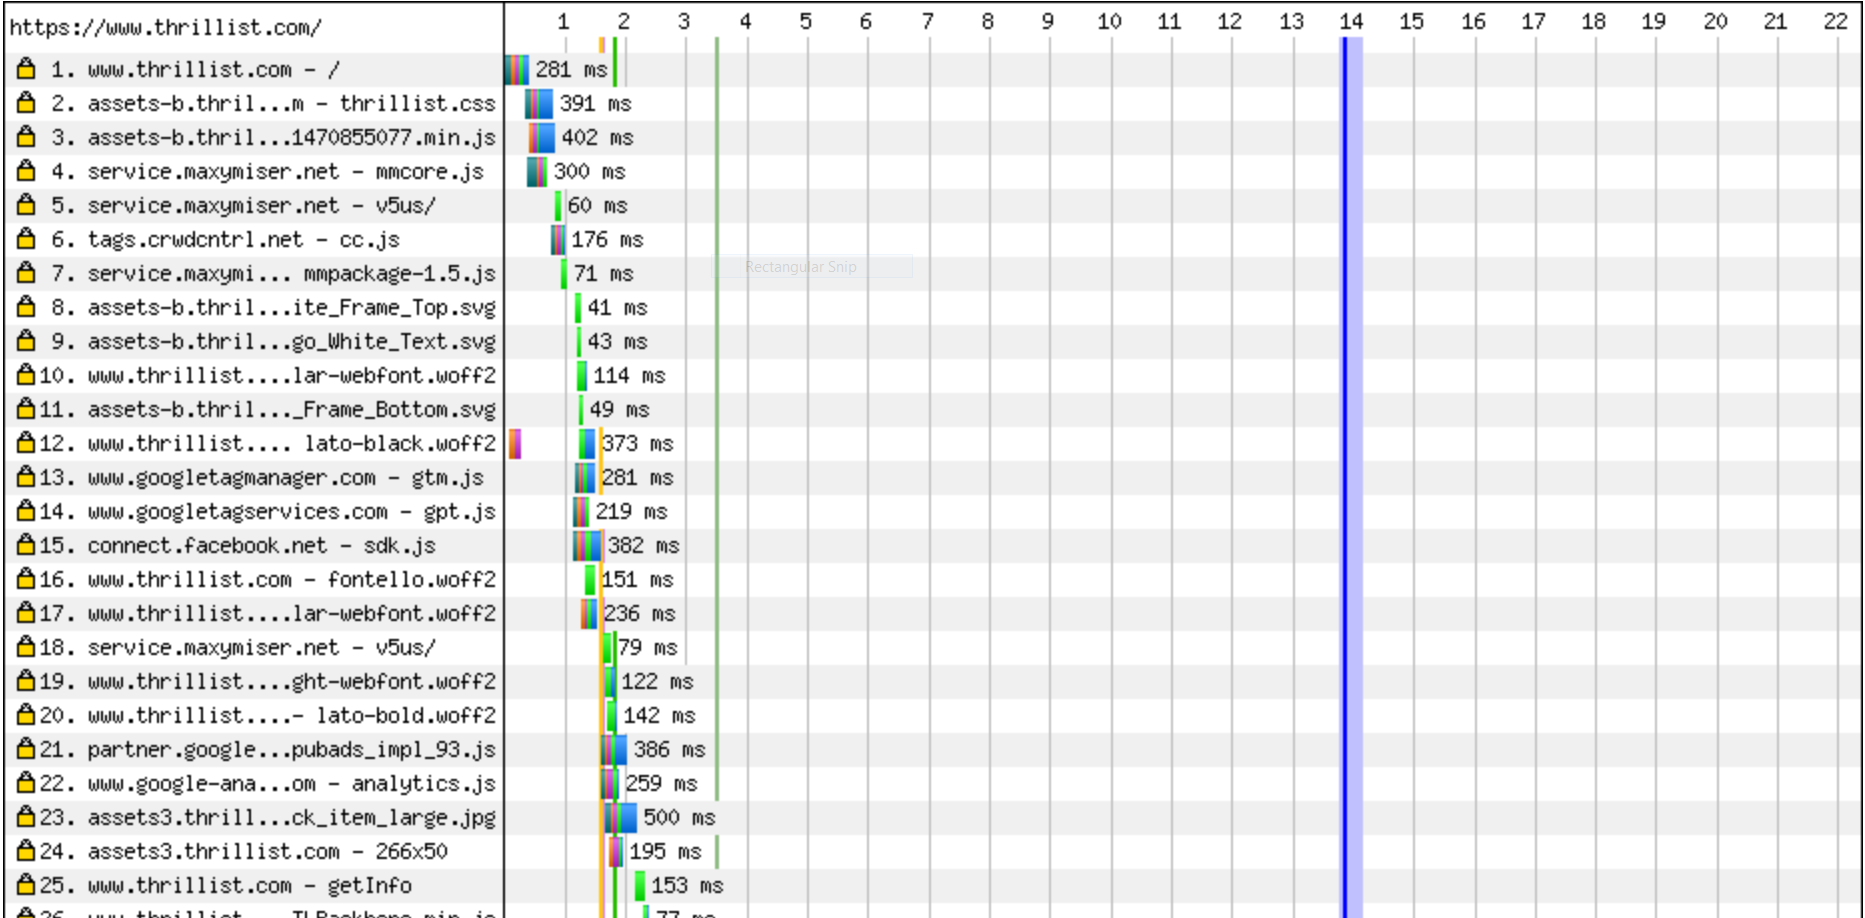 https://www.thrillist.com/
1 2 3 4 5 6 7 8 9 10 11 12 13 14 15 16 17 18 19 20 21 22
1. www.thrillist.com - / 281 ms
2. assets-b.thril...m - thrillist.css 391 ms
3. assets-b.thril...1470855077.min.js 402 ms
4. service.maxymiser.net - mmcore.js 300 ms
5. service.maxymiser.net - v5us/ 60 ms
6. tags.crwdcntrl.net - cc.js 176 ms
7. service.maxymi... mmpackage-1.5.js 71 ms
Rectangular Snip
8. assets-b.thril...ite_Frame_Top.svg 41 ms
9. assets-b.thril...go_White_Text.svg 43 ms
10. www.thrillist....lar-webfont.woff2 114 ms
11. assets-b.thril..._Frame_Bottom.svg 49 ms
12. www.thrillist.... lato-black.woff2 373 ms
13. www.googletagmanager.com - gtm.js 281 ms
14. www.googletagservices.com - gpt.js 219 ms
15. connect.facebook.net - sdk.js 382 ms
16. www.thrillist.com - fontello.woff2 151 ms
17. www.thrillist....lar-webfont.woff2 236 ms
18. service.maxymiser.net - v5us/ 79 ms
19. www.thrillist....ght-webfont.woff2 122 ms
20. www.thrillist....- lato-bold.woff2 142 ms
21. partner.google...pubads_impl_93.js 386 ms
22. www.google-ana...om - analytics.js 259 ms
23. assets3.thrill...ck_item_large.jpg 500 ms
24. assets3.thrillist.com - 266x50 195 ms
25. www.thrillist.com - getInfo 153 ms
26. www.thrillist.... TLBackbone.min.js 77 ms